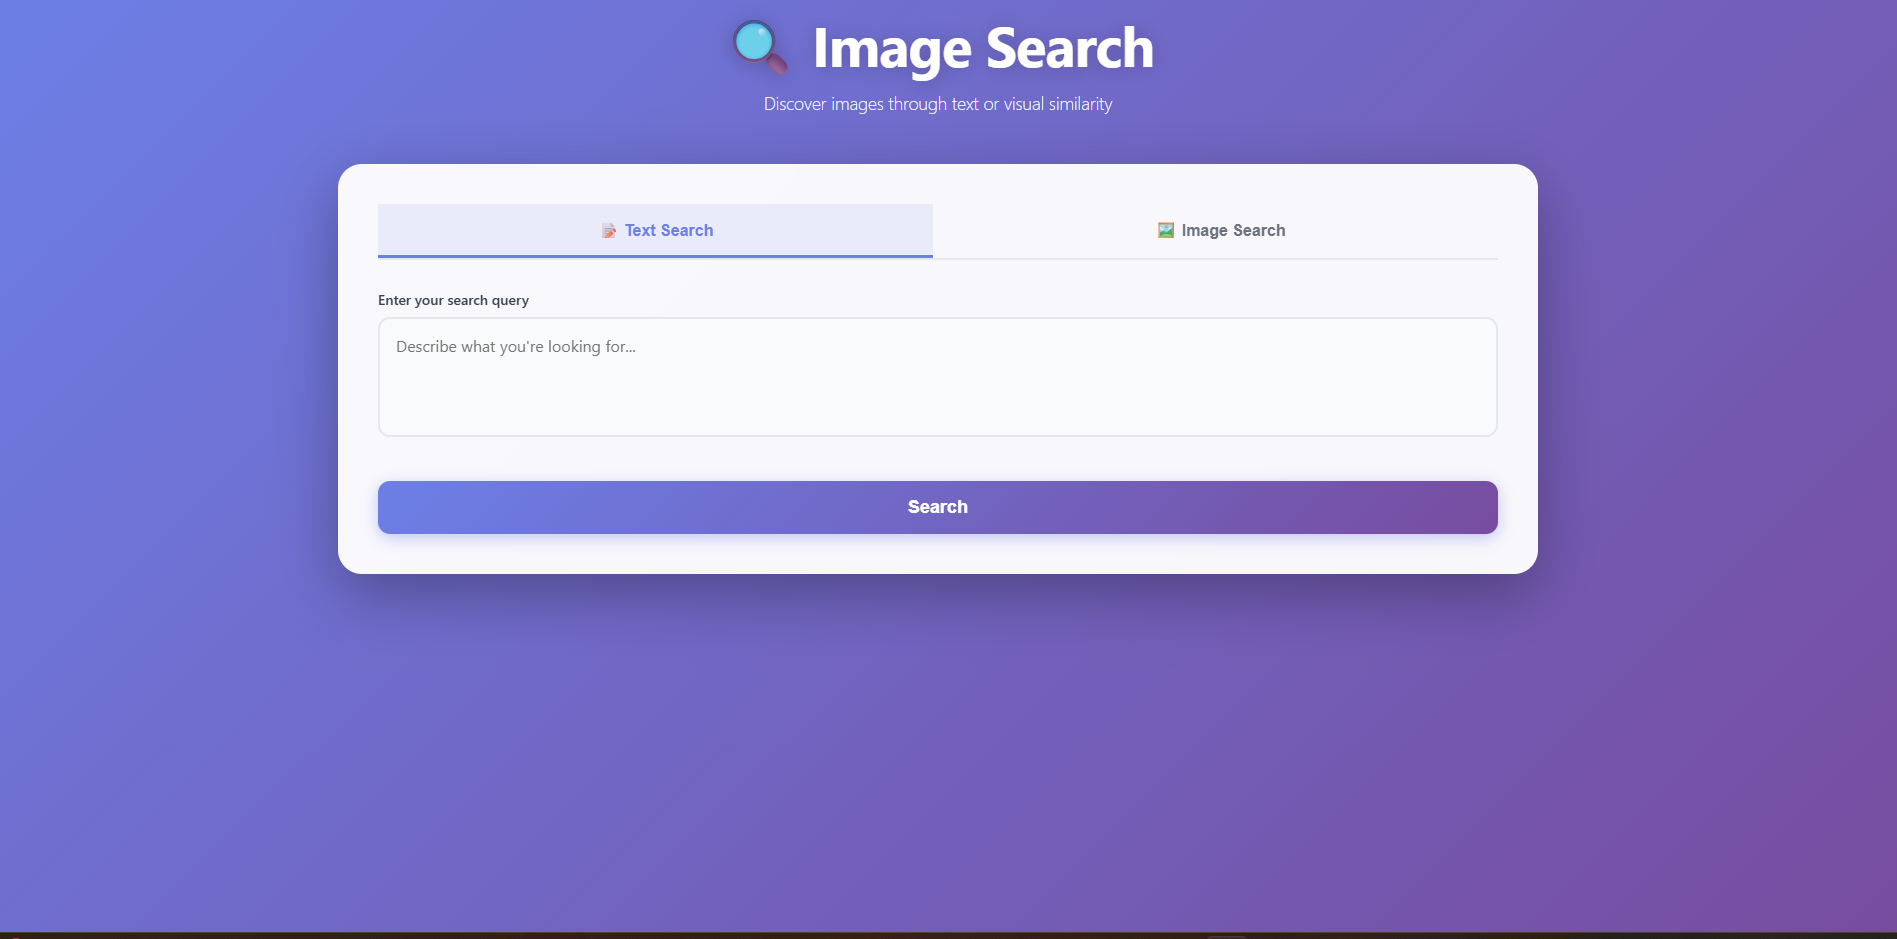 Image Search
Discover images through text or visual similarity
Text Search
Image Search
Enter your search query
Describe what you're looking for...
Search